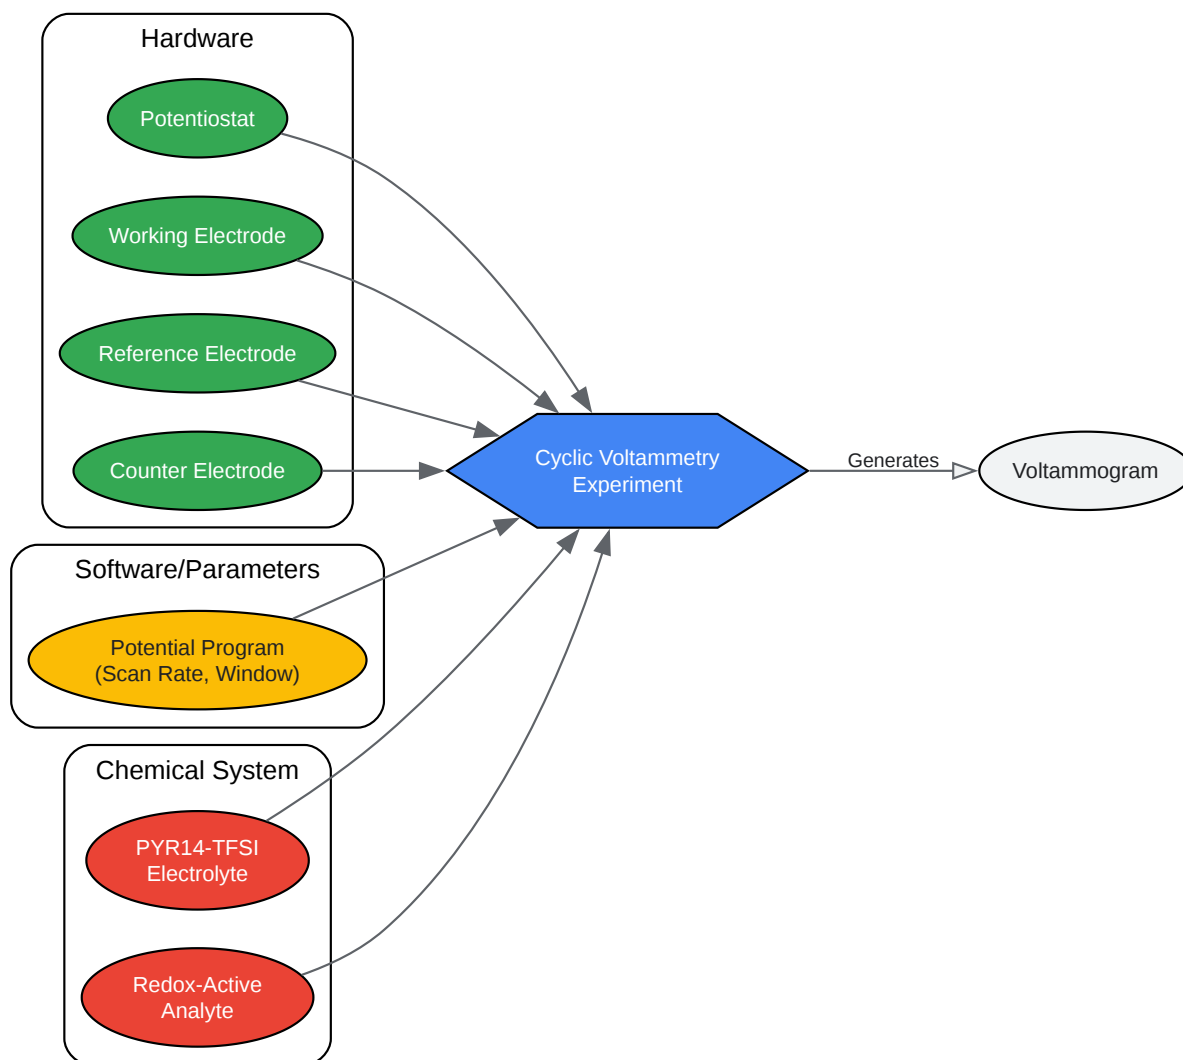 Hardware
Potentiostat
Working Electrode
Reference Electrode
Counter Electrode
Cyclic Voltammetry
Experiment
Generates
Voltammogram
Software/Parameters
Potential Program
(Scan Rate, Window)
Chemical System
PYR14-TFSI
Electrolyte
Redox-Active
Analyte